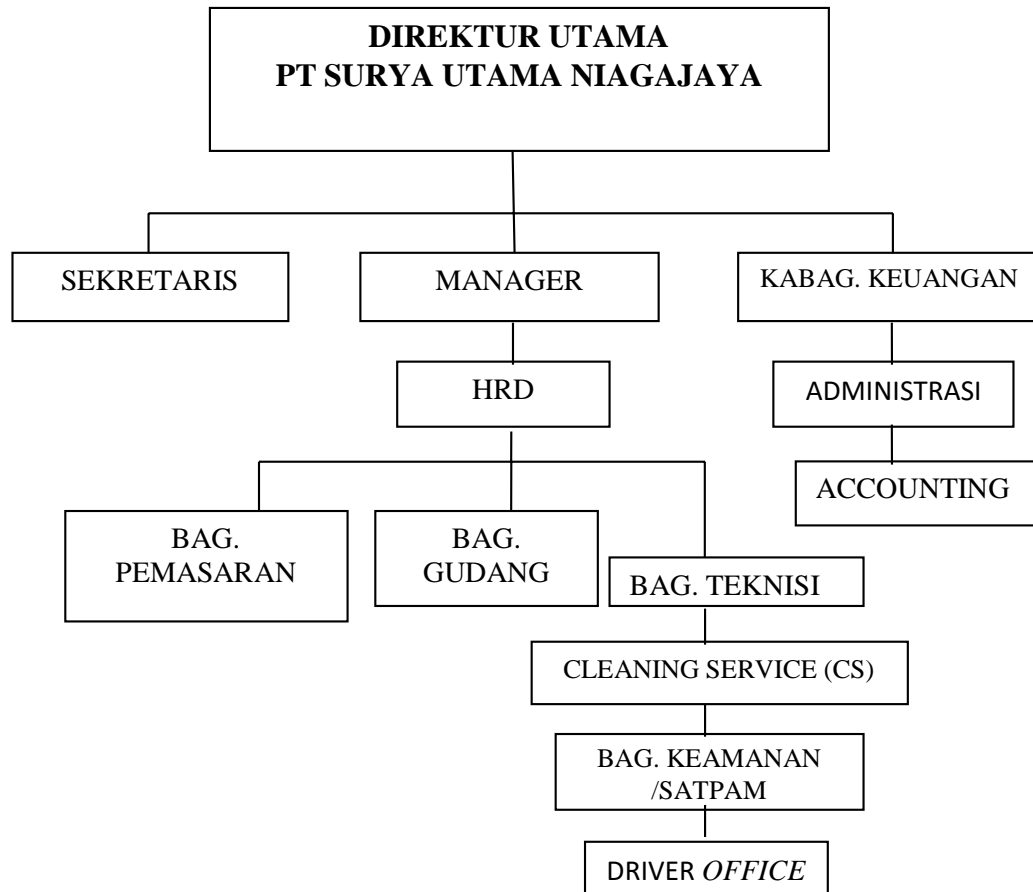 DIREKTUR UTAMA
PT SURYA UTAMA NIAGAJAYA
SEKRETARIS
MANAGER
KABAG. KEUANGAN
HRD
ADMINISTRASI
ACCOUNTING
BAG.
PEMASARAN
BAG.
GUDANG
BAG. TEKNISI
CLEANING SERVICE (CS)
BAG. KEAMANAN
/SATPAM
DRIVER OFFICE